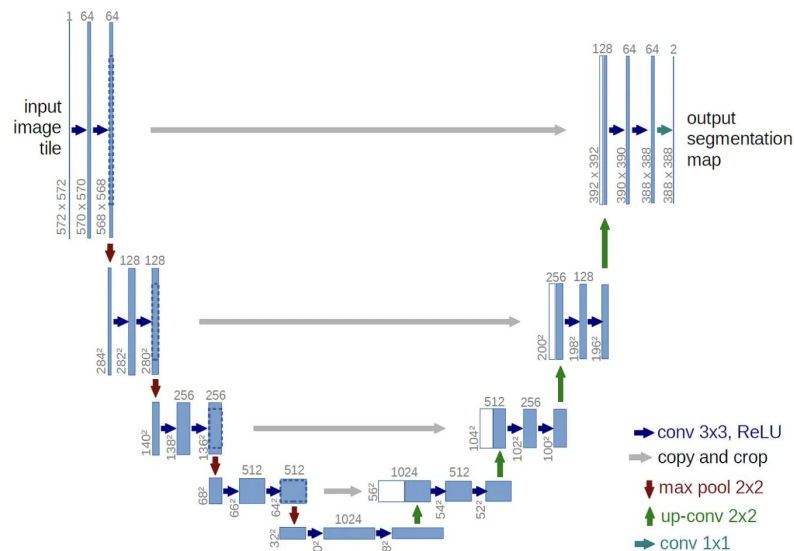 1 64 64
128 64 64 2
input
image
tile
output
segmentation
map
572 x 572
570 x 570
568 x 568
392 x 392
390 x 390
388 x 388
388 x 388
128 128
256 128
284²
282²
280²
200²
198²
196²
256 256
512 256
140²
138²
136²
104²
102²
100²
512 512
1024 512
68²
66²
64²
56²
54²
52²
1024
32²
conv 3x3, ReLU
copy and crop
max pool 2x2
up-conv 2x2
conv 1x1